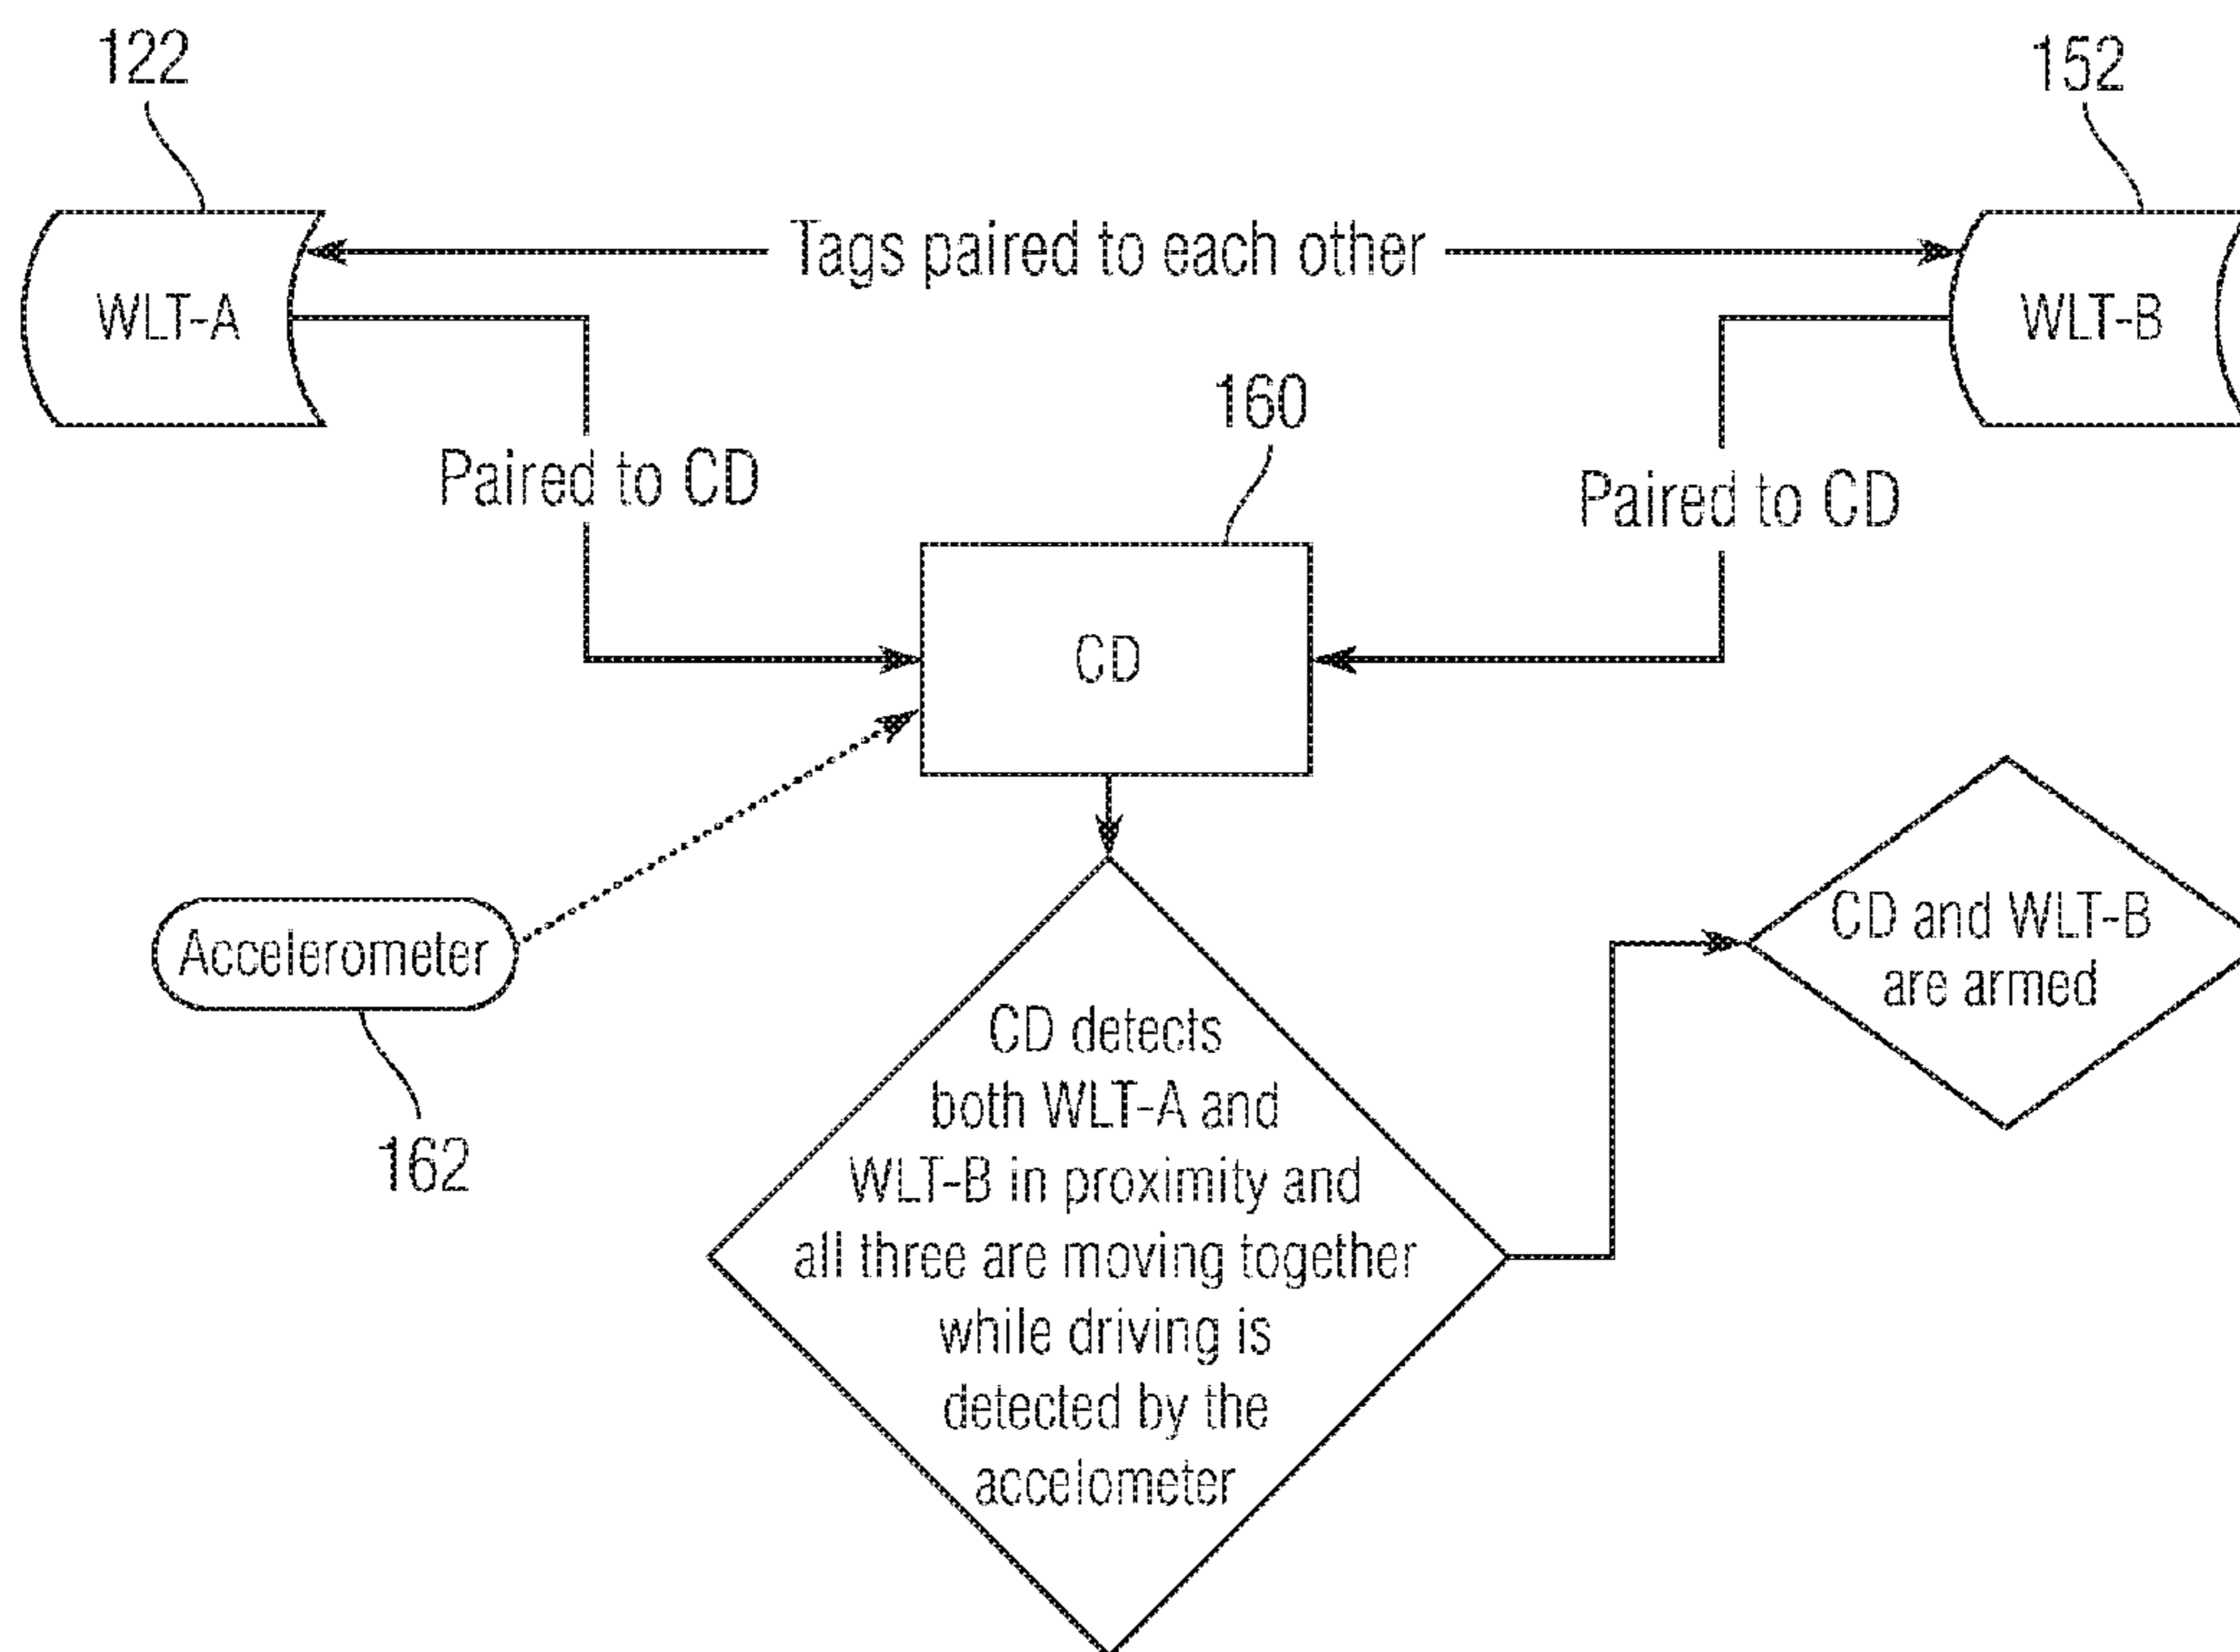 122
152
Tags paired to each other
WLT-A
WLT-B
160
Paired to CD
Paired to CD
CD
Accelerometer
162
CD and WLT-B
are armed
CD detects
both WLT-A and
WLT-B in proximity and
all three are moving together
while driving is
detected by the
accelometer